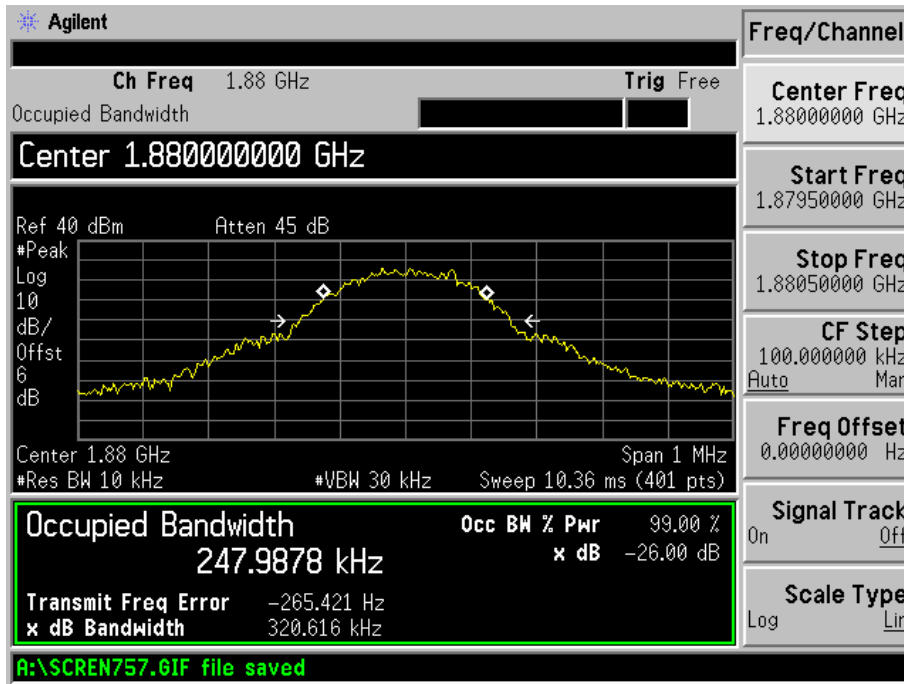 Agilent
Freq/Channel
Ch Freq 1.88 GHz Trig Free
Occupied Bandwidth
Center 1.880000000 GHz
Ref 40 dBm Atten 45 dB
#Peak
Log
10
dB/
Offst
6
dB
Center 1.88 GHz Span 1 MHz
#Res BW 10 kHz #VBW 30 kHz Sweep 10.36 ms (401 pts)
Occupied Bandwidth
247.9878 kHz
Occ BW % Pwr 99.00 %
x dB -26.00 dB
Transmit Freq Error -265.421 Hz
x dB Bandwidth 320.616 kHz
A:\SCREN757.GIF file saved
Center Freq
1.88000000 GHz
Start Freq
1.87950000 GHz
Stop Freq
1.88050000 GHz
CF Step
100.000000 kHz
Auto Man
Freq Offset
0.00000000 Hz
Signal Track
On Off
Scale Type
Log Lin